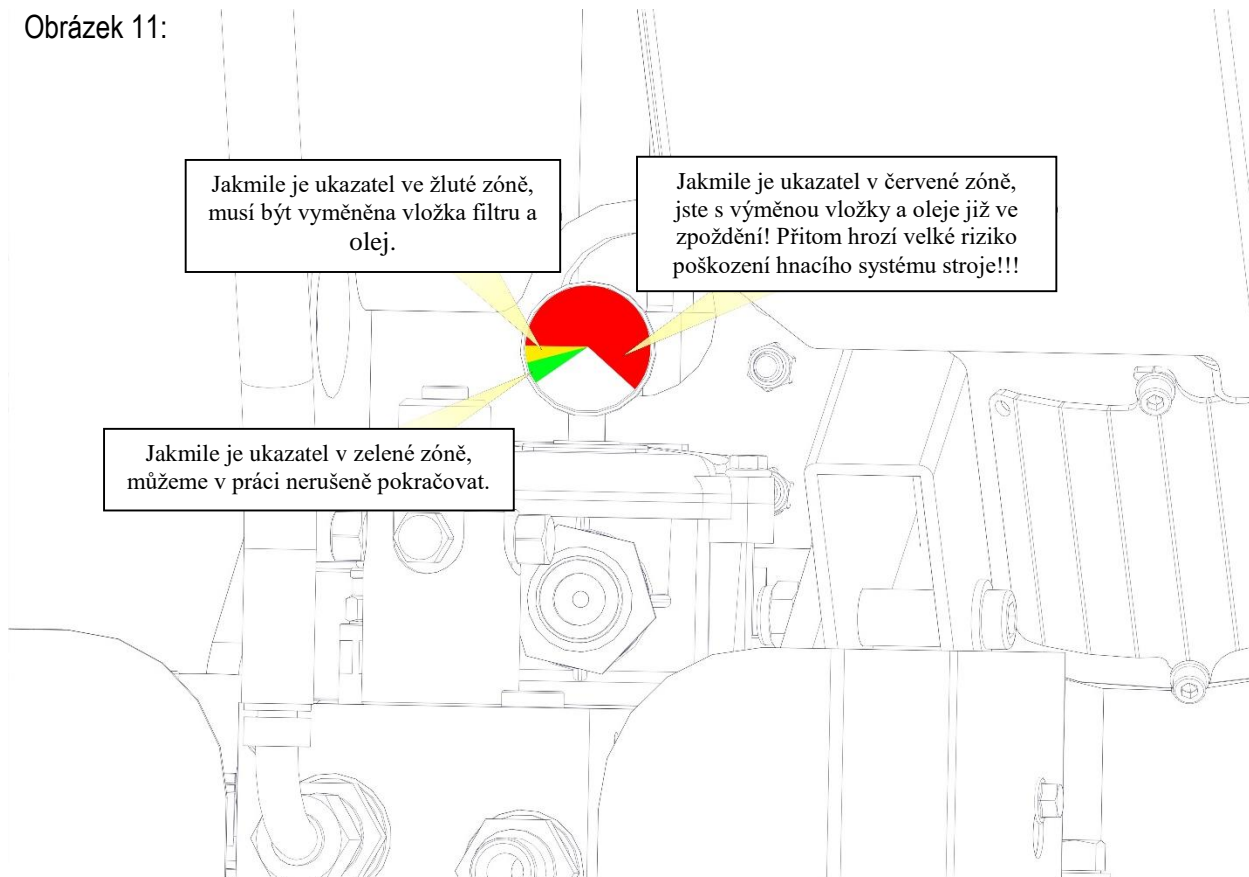 Obrázek 11:
Jakmile je ukazatel ve žluté zóně,
musí být vyměněna vložka filtru a
olej.
Jakmile je ukazatel v červené zóně,
jste s výměnou vložky a oleje již ve
zpoždění! Přitom hrozí velké riziko
poškození hnacího systému stroje!!!
Jakmile je ukazatel v zelené zóně,
můžeme v práci nerušeně pokračovat.